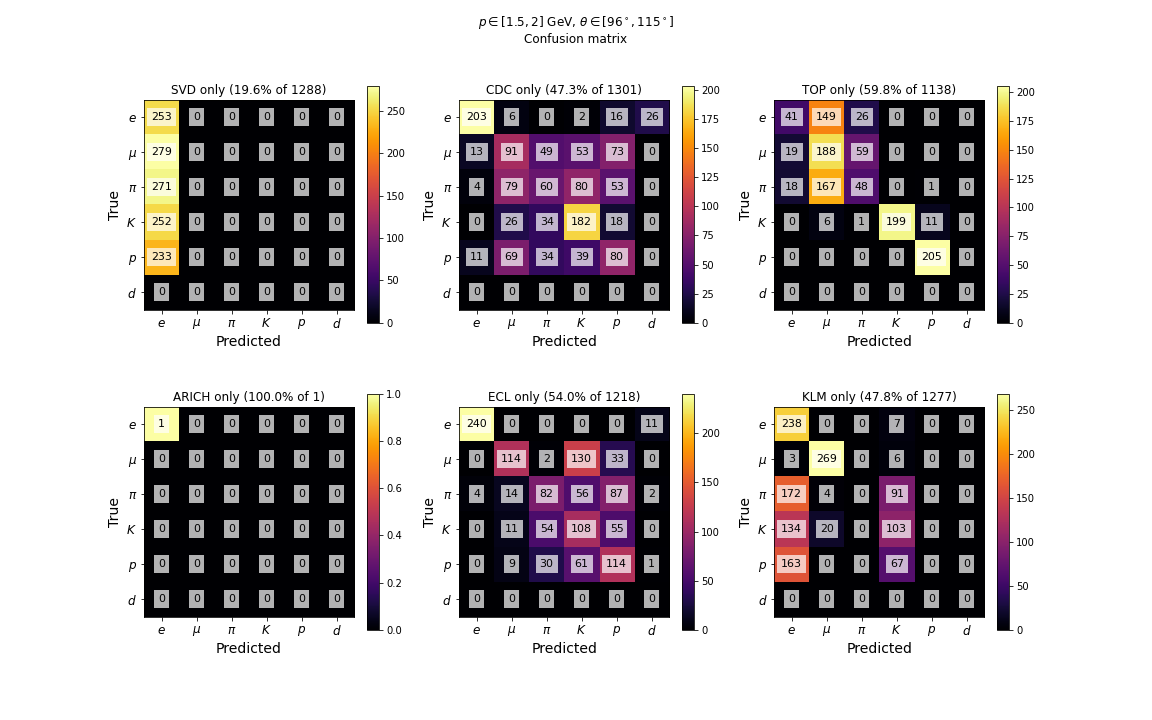 p ∈ [1.5, 2] GeV, θ ∈ [96°, 115°]
Confusion matrix
SVD only (19.6% of 1288)
e 253 0 0 0 0 0
μ 279 0 0 0 0 0
π 271 0 0 0 0 0
K 252 0 0 0 0 0
p 233 0 0 0 0 0
d 0 0 0 0 0 0
e μ π K p d
True
Predicted
250
200
150
100
50
0
CDC only (47.3% of 1301)
e 203 6 0 2 16 26
μ 13 91 49 53 73 0
π 4 79 60 80 53 0
K 0 26 34 182 18 0
p 11 69 34 39 80 0
d 0 0 0 0 0 0
e μ π K p d
True
Predicted
200
175
150
125
100
75
50
25
0
TOP only (59.8% of 1138)
e 41 149 26 0 0 0
μ 19 188 59 0 0 0
π 18 167 48 0 1 0
K 0 6 1 199 11 0
p 0 0 0 0 205 0
d 0 0 0 0 0 0
e μ π K p d
True
Predicted
200
175
150
125
100
75
50
25
0
ARICH only (100.0% of 1)
e 1 0 0 0 0 0
μ 0 0 0 0 0 0
π 0 0 0 0 0 0
K 0 0 0 0 0 0
p 0 0 0 0 0 0
d 0 0 0 0 0 0
e μ π K p d
True
Predicted
1.0
0.8
0.6
0.4
0.2
0.0
ECL only (54.0% of 1218)
e 240 0 0 0 0 11
μ 0 114 2 130 33 0
π 4 14 82 56 87 2
K 0 11 54 108 55 0
p 0 9 30 61 114 1
d 0 0 0 0 0 0
e μ π K p d
True
Predicted
200
150
100
50
0
KLM only (47.8% of 1277)
e 238 0 0 7 0 0
μ 3 269 0 6 0 0
π 172 4 0 91 0 0
K 134 20 0 103 0 0
p 163 0 0 67 0 0
d 0 0 0 0 0 0
e μ π K p d
True
Predicted
250
200
150
100
50
0